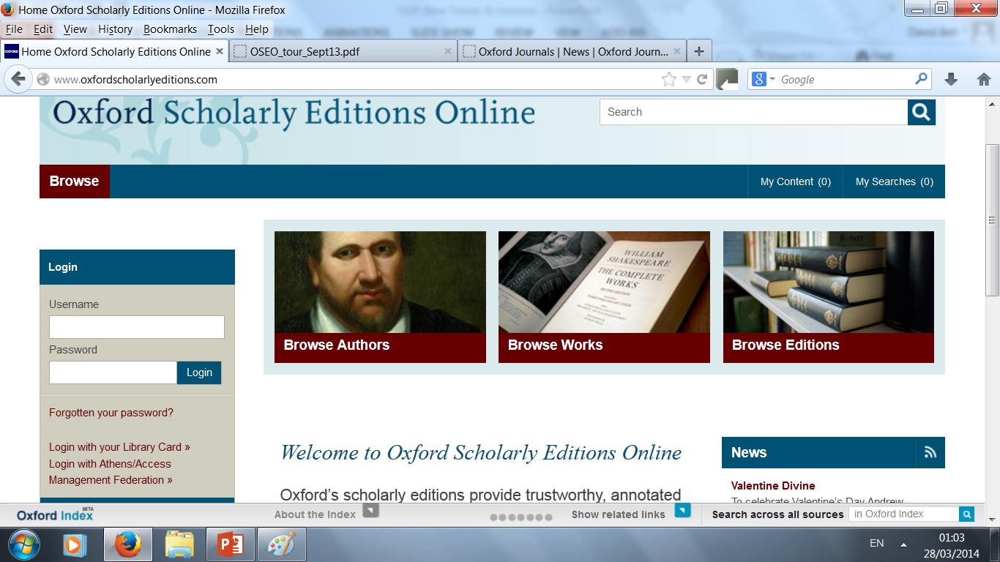 Home Oxford Scholarly Editions Online - Mozilla Firefox
File Edit View History Bookmarks Tools Help
OXFORD Home Oxford Scholarly Editions Online
OSEO_tour_Sept13.pdf
Oxford Journals | News | Oxford Journ...
www.oxfordscholarlyeditions.com
Google
Oxford Scholarly Editions Online
Search
Browse
My Content (0)
My Searches (0)
Login
Username
Password
Login
Forgotten your password?
Login with your Library Card »
Login with Athens/Access
Management Federation »
WILLIAM
SHAKESPEARE
THE COMPLETE
WORKS
SECOND EDITION
Browse Authors
Browse Works
Browse Editions
Welcome to Oxford Scholarly Editions Online
Oxford's scholarly editions provide trustworthy, annotated
News
Valentine Divine
To celebrate Valentine's Day Andrew
Oxford Index BETA
About the Index
Show related links
Search across all sources
in Oxford Index
EN
01:03
28/03/2014